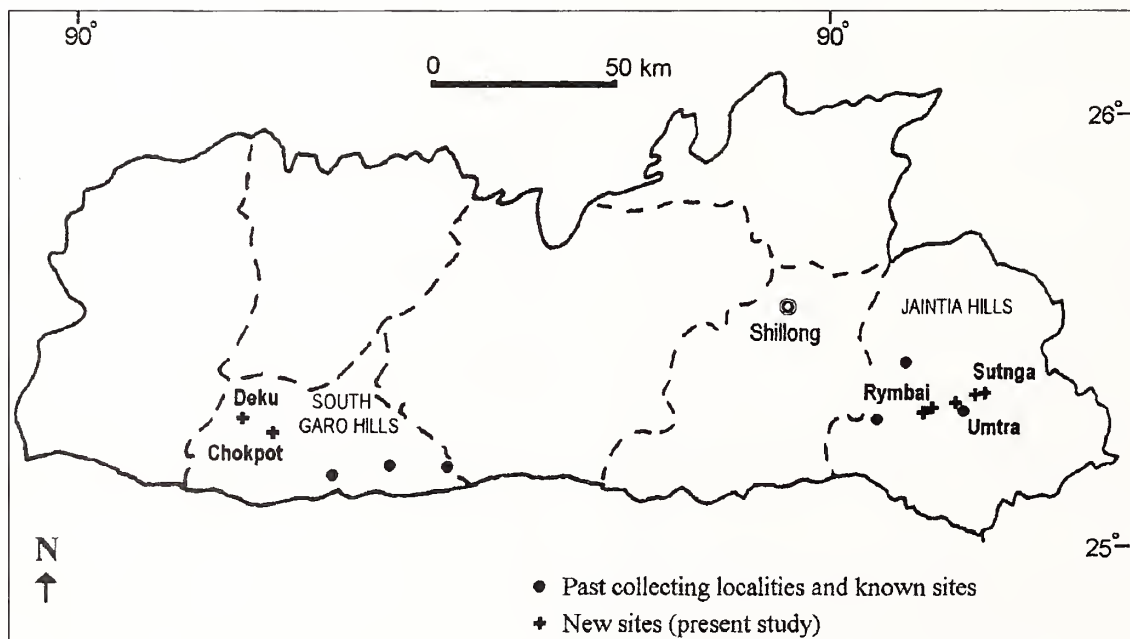 90° 90°
0 50 km
26°
Shillong
JAINTIA HILLS
Sutnga
Rymbai
Umtra
Deku
SOUTH
GARO HILLS
Chokpot
25°
N
Past collecting localities and known sites
New sites (present study)